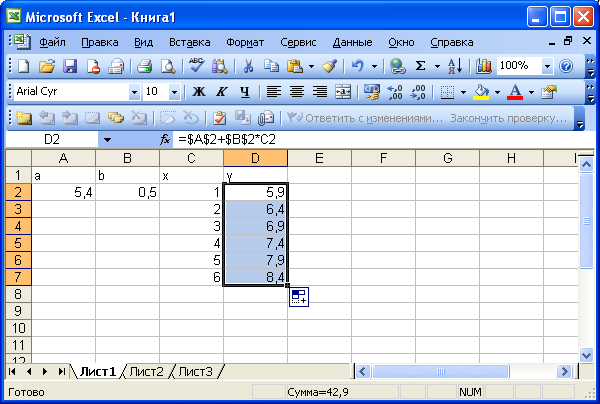 Microsoft Excel - Книга1
Файл Правка Вид Вставка Формат Сервис Данные Окно Справка
100%
Arial Cyr 10 Ж К Ч
Ответить с изменениями... Закончить проверку...
D2 fx =$A$2+$B$2*C2
A B C D E F G H I
1 a b x y
2 5,4 0,5 1 5,9
3 2 6,4
4 3 6,9
5 4 7,4
6 5 7,9
7 6 8,4
8
9
10
11
12
Лист1 Лист2 Лист3
Готово Сумма=42,9 NUM